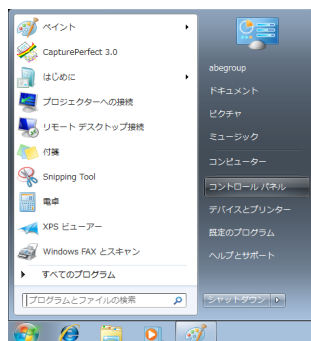 ペイント
CapturePerfect 3.0
はじめに
プロジェクターへの接続
リモート デスクトップ接続
付箋
Snipping Tool
電卓
XPS ビューアー
Windows FAX とスキャン
すべてのプログラム
プログラムとファイルの検索
abegroup
ドキュメント
ピクチャ
ミュージック
コンピューター
コントロール パネル
デバイスとプリンター
既定のプログラム
ヘルプとサポート
シャットダウン